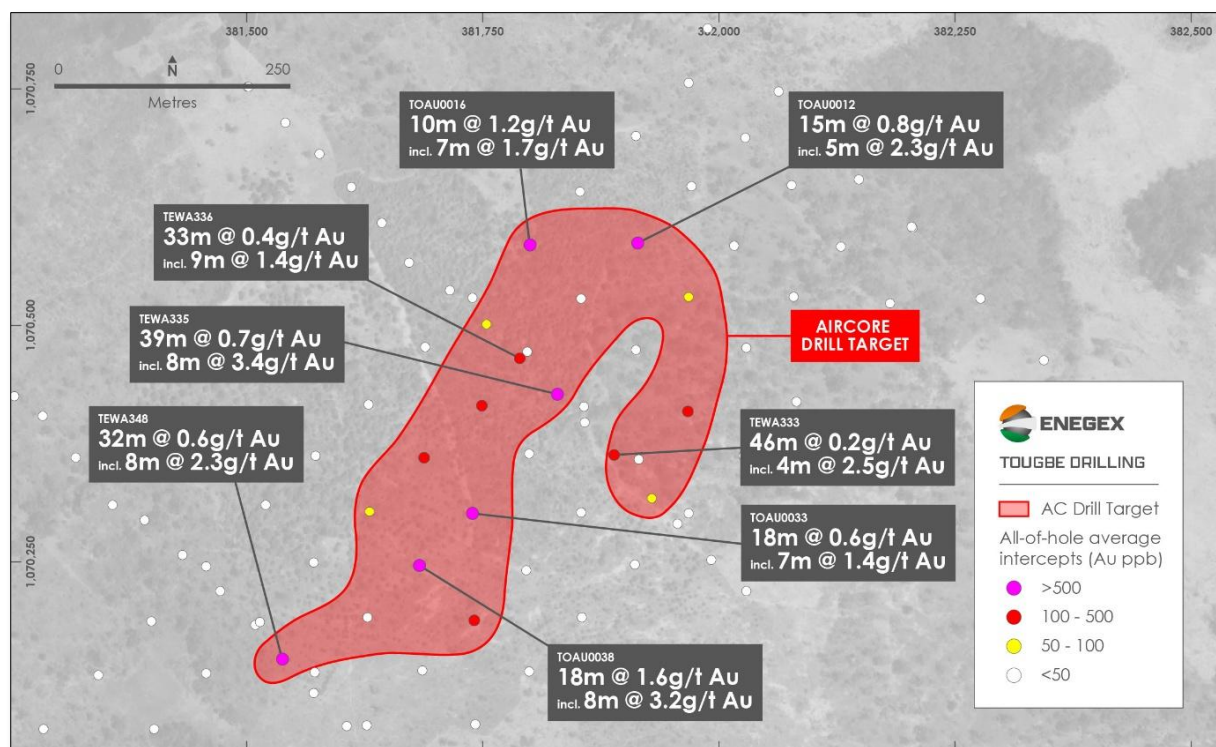 381,500
381,750
382,000
382,250
382,500
1,070,750
1,070,500
1,070,250
0
N
250
Metres
TOAU0016
10m @ 1.2g/t Au
incl. 7m @ 1.7g/t Au
TOAU0012
15m @ 0.8g/t Au
incl. 5m @ 2.3g/t Au
TEWA336
33m @ 0.4g/t Au
incl. 9m @ 1.4g/t Au
TEWA335
39m @ 0.7g/t Au
incl. 8m @ 3.4g/t Au
AIRCORE
DRILL TARGET
TEWA348
32m @ 0.6g/t Au
incl. 8m @ 2.3g/t Au
TEWA333
46m @ 0.2g/t Au
incl. 4m @ 2.5g/t Au
TOAU0033
18m @ 0.6g/t Au
incl. 7m @ 1.4g/t Au
TOAU0038
18m @ 1.6g/t Au
incl. 8m @ 3.2g/t Au
ENEGEX
TOUGBE DRILLING
AC Drill Target
All-of-hole average
intercepts (Au ppb)
>500
100 - 500
50 - 100
<50